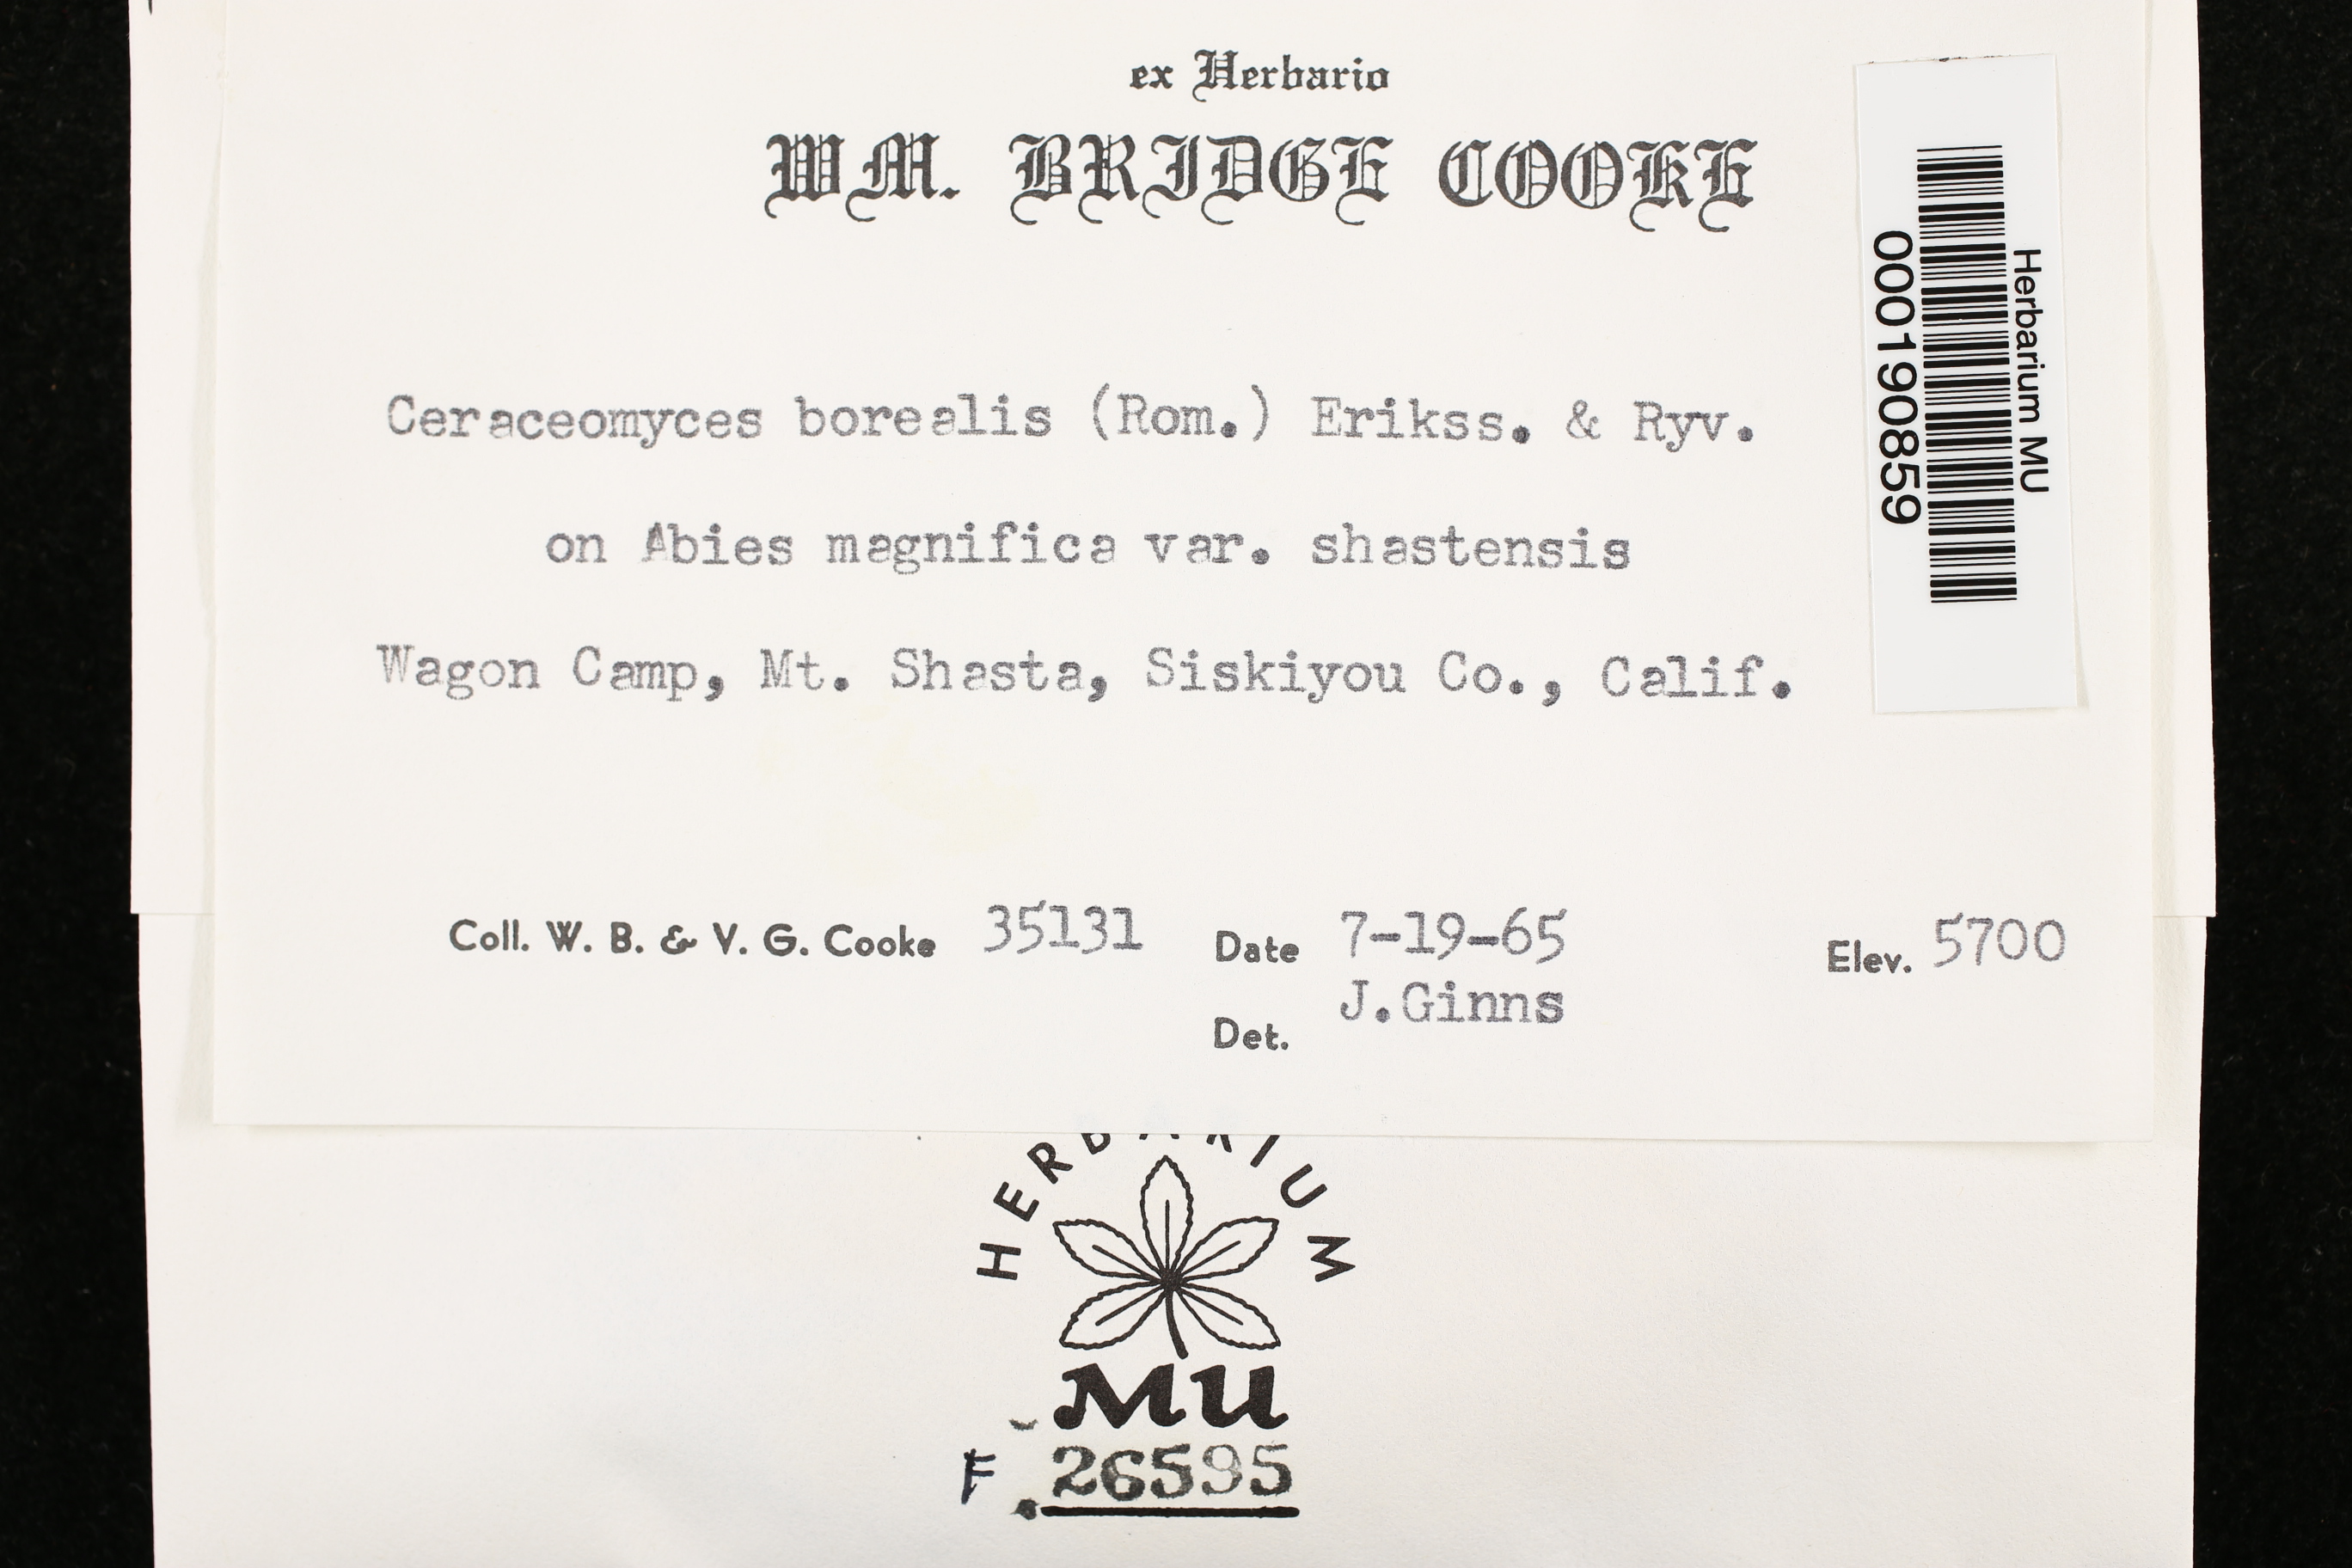 ex Herbario
WM. BRIDGE COOKE
Ceraceomyces borealis (Rom.) Erikss. & Ryv.
on Abies magnifica var. shastensis
Wagon Camp, Mt. Shasta, Siskiyou Co., Calif.
Coll. W. B. & V. G. Cooke 35131 Date 7-19-65 Elev. 5700
Det. J.Ginns
Herbarium MU
000190859
HERBARIUM
MU
F. 26595